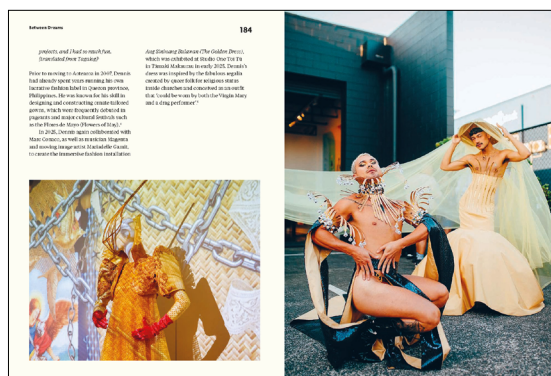 Between Dreams
184
projects, and I had so much fun.
(translated from Tagalog)
Prior to moving to Aotearoa in 2007, Dennis
had already spent years running his own
lucrative fashion label in Quezon province,
Philippines. He was known for his skill in
designing and constructing ornate tailored
gowns, which were frequently debuted in
pageants and major cultural festivals such
as the Flores de Mayo (Flowers of May).
In 2025, Dennis again collaborated with
Marc Conaco, as well as musician Magenta
and moving image artist Mariadelle Gamit,
to create the immersive fashion installation
Ang Ginituang Balawan (The Golden Dress),
which was exhibited at Studio One Toi Tū
in Tāmaki Makaurau in early 2025. Dennis's
dress was inspired by the fabulous regalia
created by queer folk for religious statues
inside churches and conceived as an outfit
that 'could be worn by both the Virgin Mary
and a drag performer'.